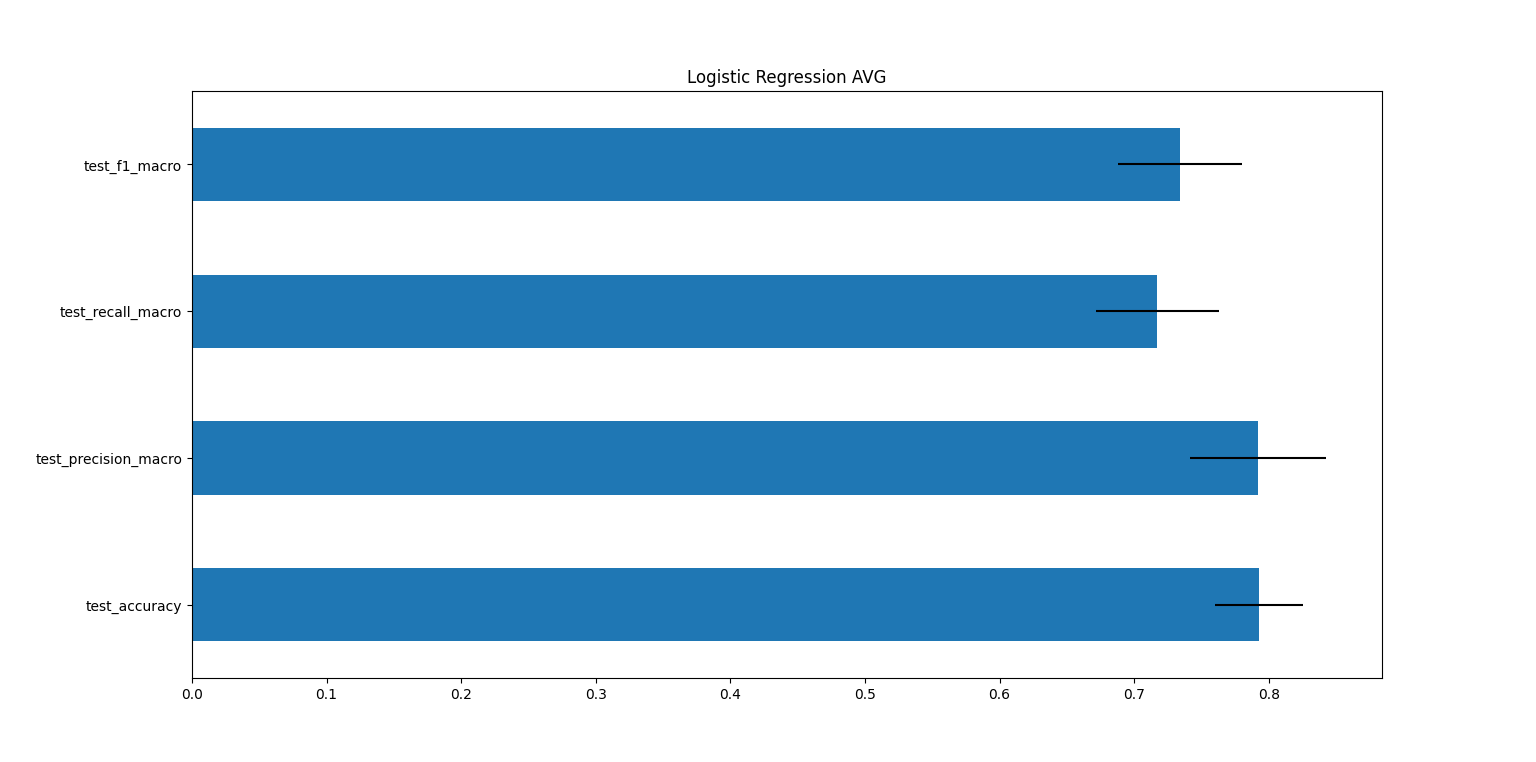 Logistic Regression AVG
test_f1_macro
test_recall_macro
test_precision_macro
test_accuracy
0.0 0.1 0.2 0.3 0.4 0.5 0.6 0.7 0.8